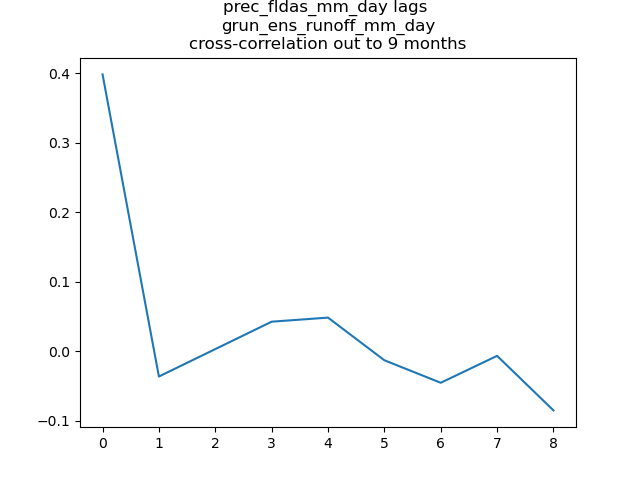 prec_fldas_mm_day lags
grun_ens_runoff_mm_day
cross-correlation out to 9 months
0.4
0.3
0.2
0.1
0.0
−0.1
0 1 2 3 4 5 6 7 8